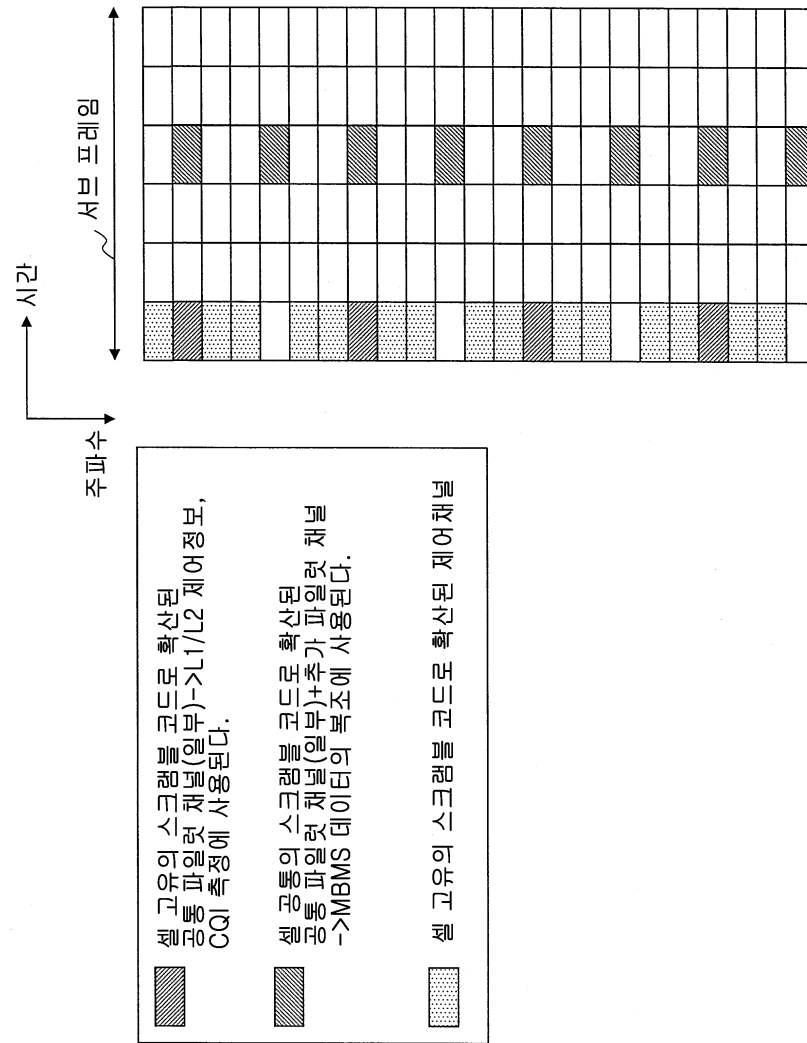 시간
서브 프레임
주파수
셀 고유의 스크램블 코드로 확산된
공통 파일럿 채널(일부)->L1/L2 제어정보,
CQI 측정에 사용된다.
셀 공통의 스크램블 코드로 확산된
공통 파일럿 채널(일부)+추가 파일럿 채널
->MBMS 데이터의 복조에 사용된다.
셀 고유의 스크램블 코드로 확산된 제어채널